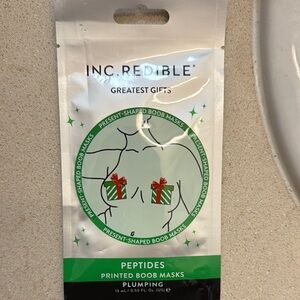 INC.REDIBLE®
GREATEST GIFTS
PRESENT-SHAPED BOOB MASKS
PRESENT-SHAPED BOOB MASKS
PRESENT-SHAPED BOOB MASKS
PRESENT-SHAPED BOOB MASKS
PEPTIDES
PRINTED BOOB MASKS
PLUMPING